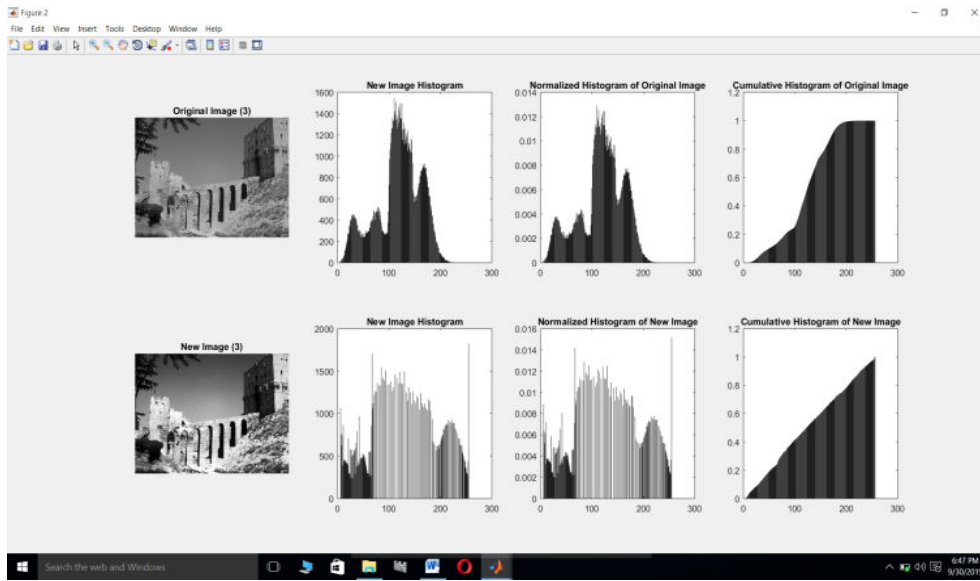 Figure 2
File Edit View Insert Tools Desktop Window Help
Original Image (3)
New Image Histogram
1600
1400
1200
1000
800
600
400
200
0
0 100 200 300
Normalized Histogram of Original Image
0.014
0.012
0.01
0.008
0.006
0.004
0.002
0
0 100 200 300
Cumulative Histogram of Original Image
1.2
1
0.8
0.6
0.4
0.2
0
0 100 200 300
New Image (3)
New Image Histogram
2000
1500
1000
500
0
0 100 200 300
Normalized Histogram of New Image
0.016
0.014
0.012
0.01
0.008
0.006
0.004
0.002
0
0 100 200 300
Cumulative Histogram of New Image
1.2
1
0.8
0.6
0.4
0.2
0
0 100 200 300
Search the web and Windows
6:47 PM